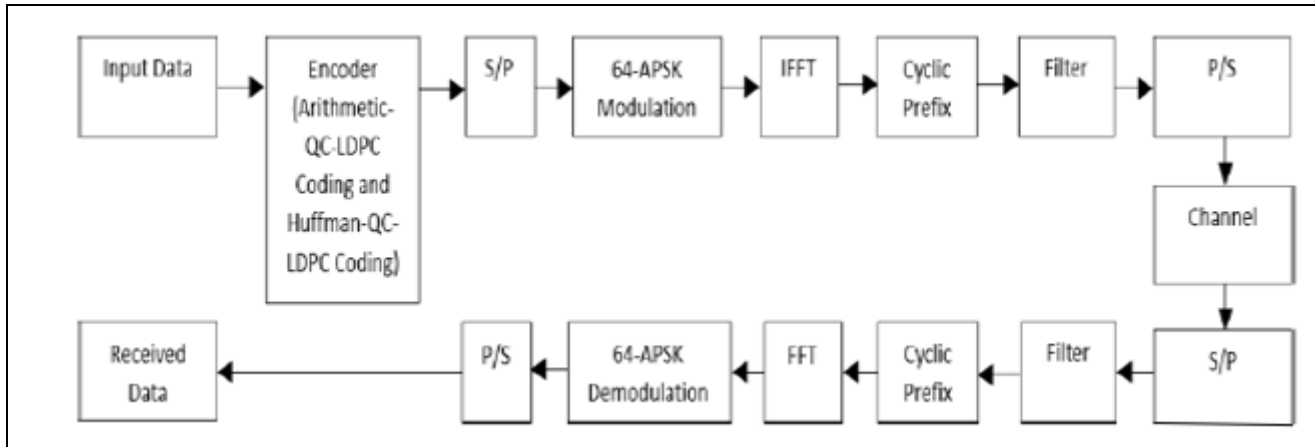 Input Data
Encoder
(Arithmetic-
QC-LDPC
Coding and
Huffman-QC-
LDPC Coding)
S/P
64-APSK
Modulation
IFFT
Cyclic
Prefix
Filter
P/S
Channel
S/P
Filter
Cyclic
Prefix
FFT
64-APSK
Demodulation
P/S
Received
Data